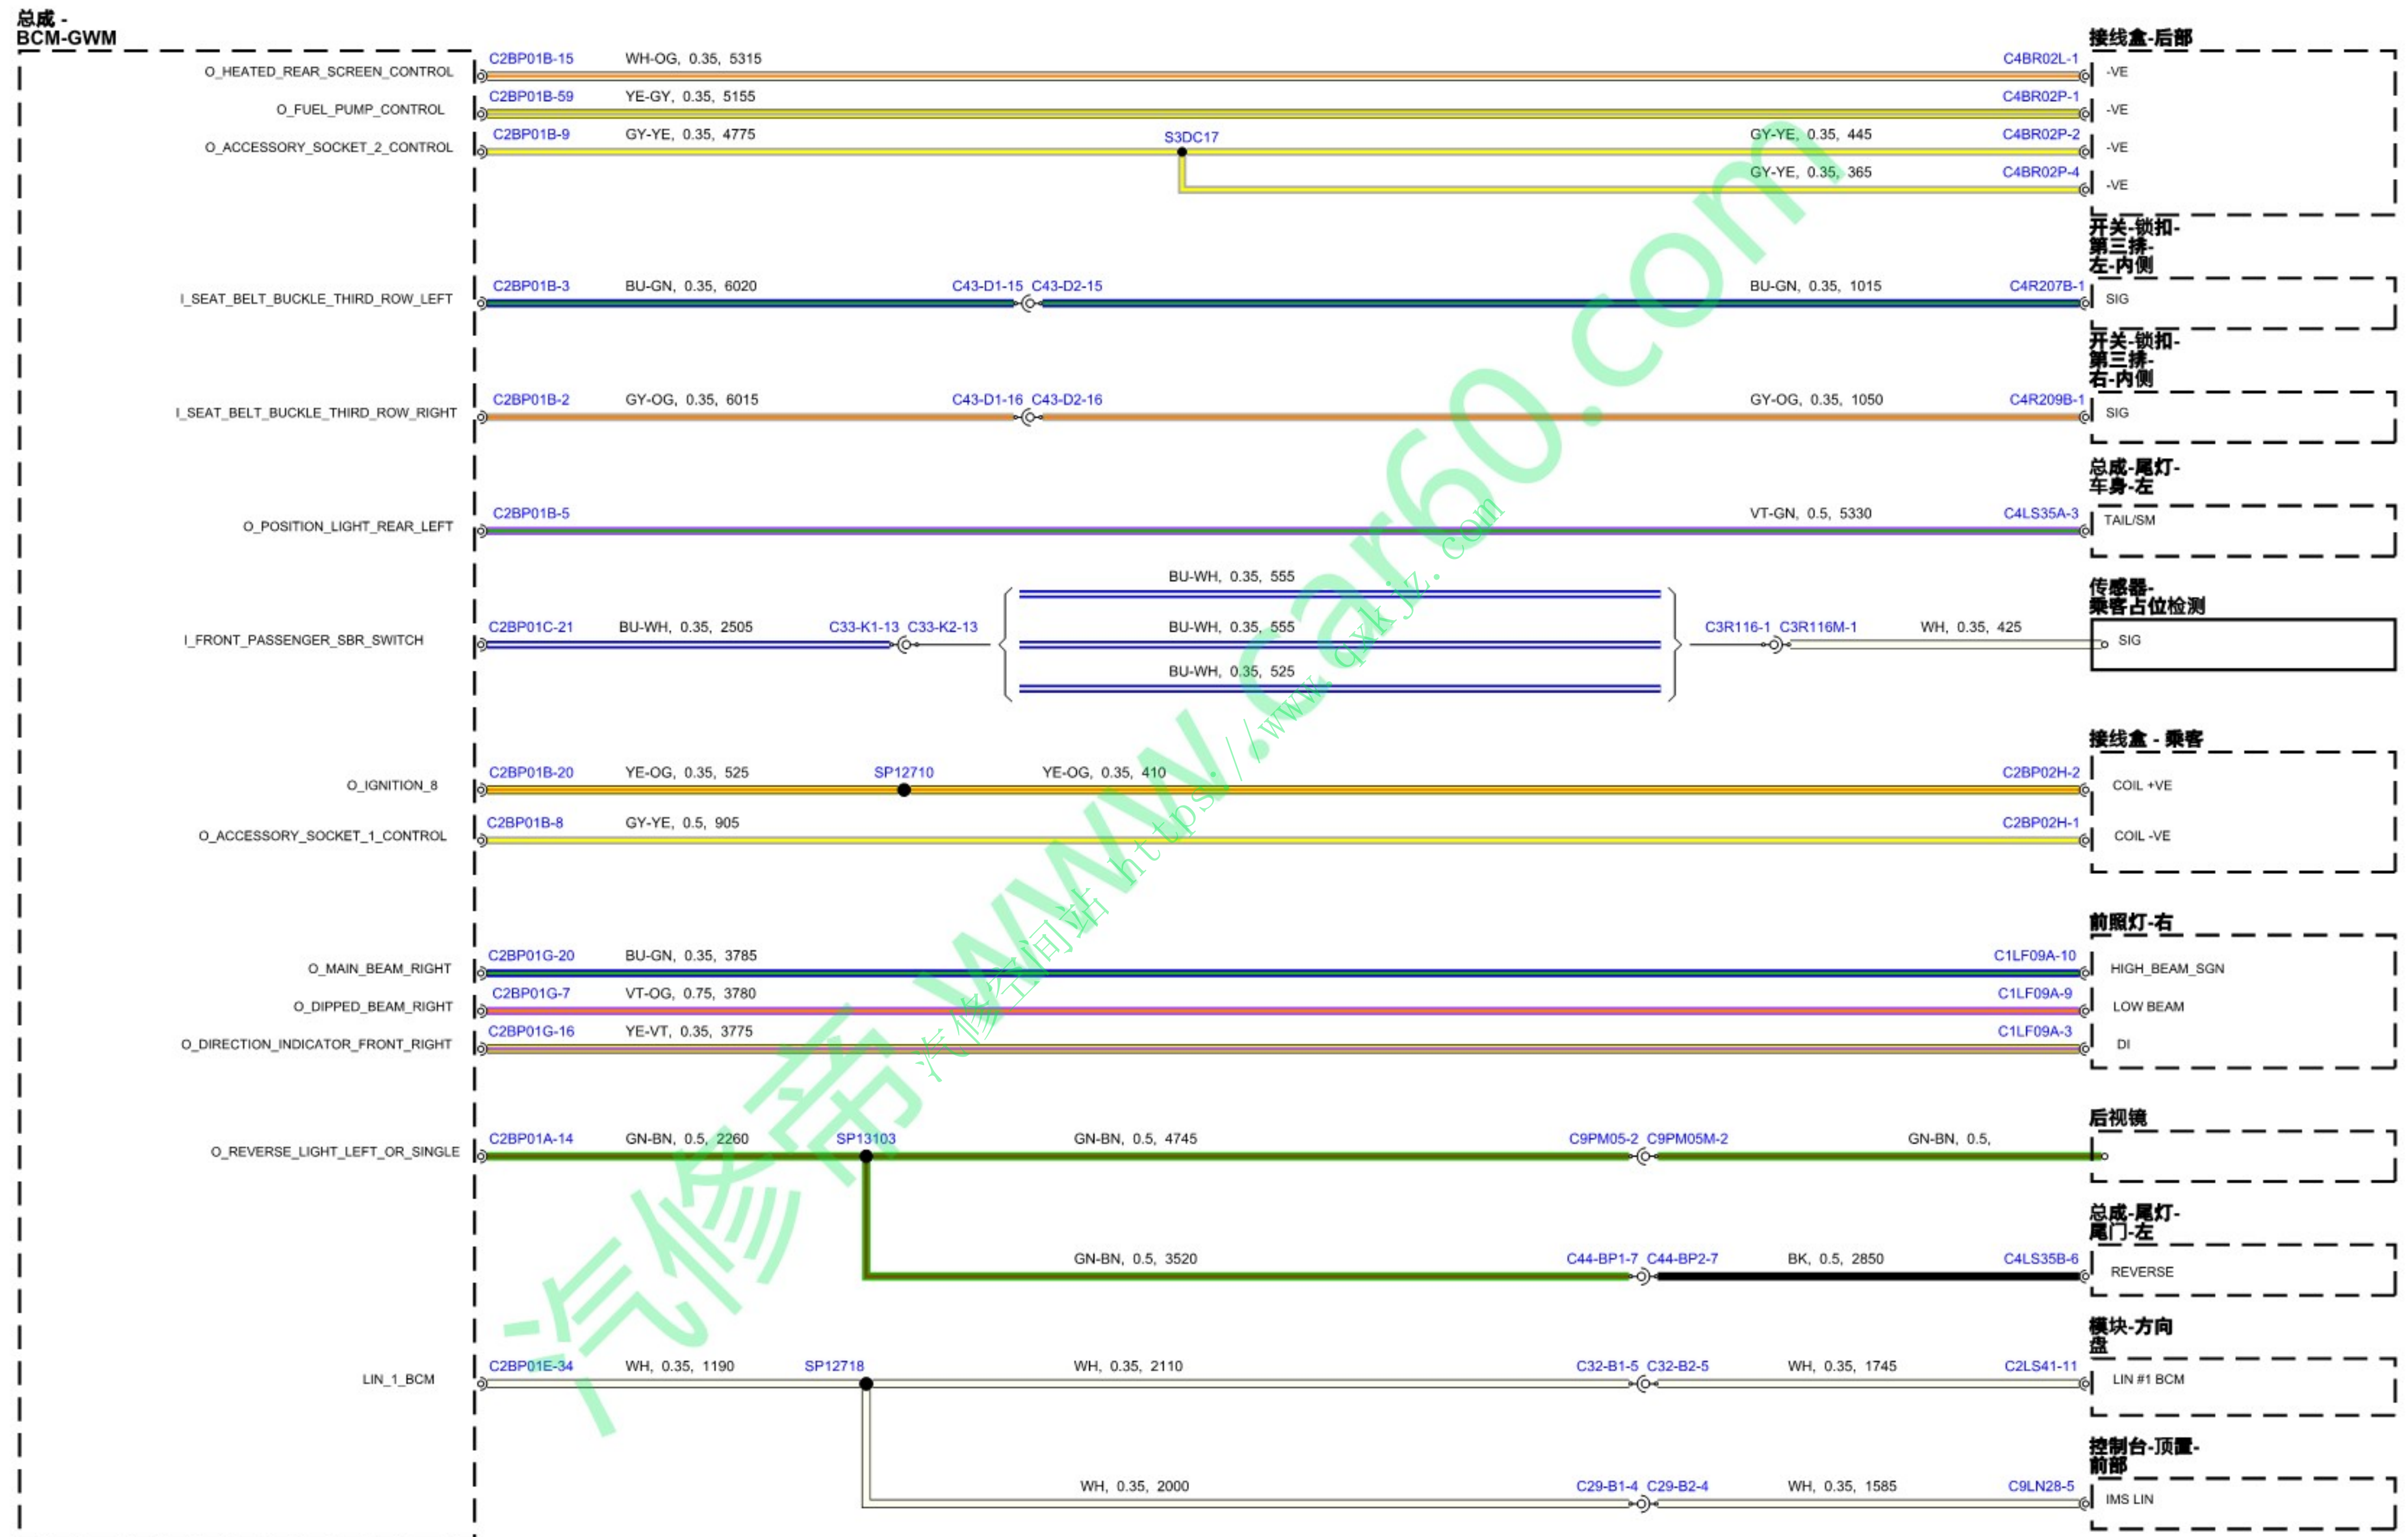 总成 -
BCM-GWM
接线盒-后部
O_HEATED_REAR_SCREEN_CONTROL C2BP01B-15 WH-OG, 0.35, 5315 C4BR02L-1 -VE
O_FUEL_PUMP_CONTROL C2BP01B-59 YE-GY, 0.35, 5155 C4BR02P-1 -VE
O_ACCESSORY_SOCKET_2_CONTROL C2BP01B-9 GY-YE, 0.35, 4775 S3DC17 GY-YE, 0.35, 445 C4BR02P-2 -VE
GY-YE, 0.35, 365 C4BR02P-4 -VE
开关-锁扣-
第三排-
左-内侧
I_SEAT_BELT_BUCKLE_THIRD_ROW_LEFT C2BP01B-3 BU-GN, 0.35, 6020 C43-D1-15 C43-D2-15 BU-GN, 0.35, 1015 C4R207B-1 SIG
开关-锁扣-
第三排-
右-内侧
I_SEAT_BELT_BUCKLE_THIRD_ROW_RIGHT C2BP01B-2 GY-OG, 0.35, 6015 C43-D1-16 C43-D2-16 GY-OG, 0.35, 1050 C4R209B-1 SIG
总成-尾灯-
车身-左
O_POSITION_LIGHT_REAR_LEFT C2BP01B-5 VT-GN, 0.5, 5330 C4LS35A-3 TAIL/SM
传感器-
乘客占位检测
BU-WH, 0.35, 555
I_FRONT_PASSENGER_SBR_SWITCH C2BP01C-21 BU-WH, 0.35, 2505 C33-K1-13 C33-K2-13 BU-WH, 0.35, 555 C3R116-1 C3R116M-1 WH, 0.35, 425 SIG
BU-WH, 0.35, 525
接线盒 - 乘客
O_IGNITION_8 C2BP01B-20 YE-OG, 0.35, 525 SP12710 YE-OG, 0.35, 410 C2BP02H-2 COIL +VE
O_ACCESSORY_SOCKET_1_CONTROL C2BP01B-8 GY-YE, 0.5, 905 C2BP02H-1 COIL -VE
前照灯-右
O_MAIN_BEAM_RIGHT C2BP01G-20 BU-GN, 0.35, 3785 C1LF09A-10 HIGH_BEAM_SGN
O_DIPPED_BEAM_RIGHT C2BP01G-7 VT-OG, 0.75, 3780 C1LF09A-9 LOW BEAM
O_DIRECTION_INDICATOR_FRONT_RIGHT C2BP01G-16 YE-VT, 0.35, 3775 C1LF09A-3 DI
后视镜
O_REVERSE_LIGHT_LEFT_OR_SINGLE C2BP01A-14 GN-BN, 0.5, 2260 SP13103 GN-BN, 0.5, 4745 C9PM05-2 C9PM05M-2 GN-BN, 0.5,
总成-尾灯-
尾门-左
GN-BN, 0.5, 3520 C44-BP1-7 C44-BP2-7 BK, 0.5, 2850 C4LS35B-6 REVERSE
模块-方向
盘
LIN_1_BCM C2BP01E-34 WH, 0.35, 1190 SP12718 WH, 0.35, 2110 C32-B1-5 C32-B2-5 WH, 0.35, 1745 C2LS41-11 LIN #1 BCM
控制台-顶置-
前部
WH, 0.35, 2000 C29-B1-4 C29-B2-4 WH, 0.35, 1585 C9LN28-5 IMS LIN
汽修帝 www.car60.com
汽修空间站 https://www.qxkjz.com